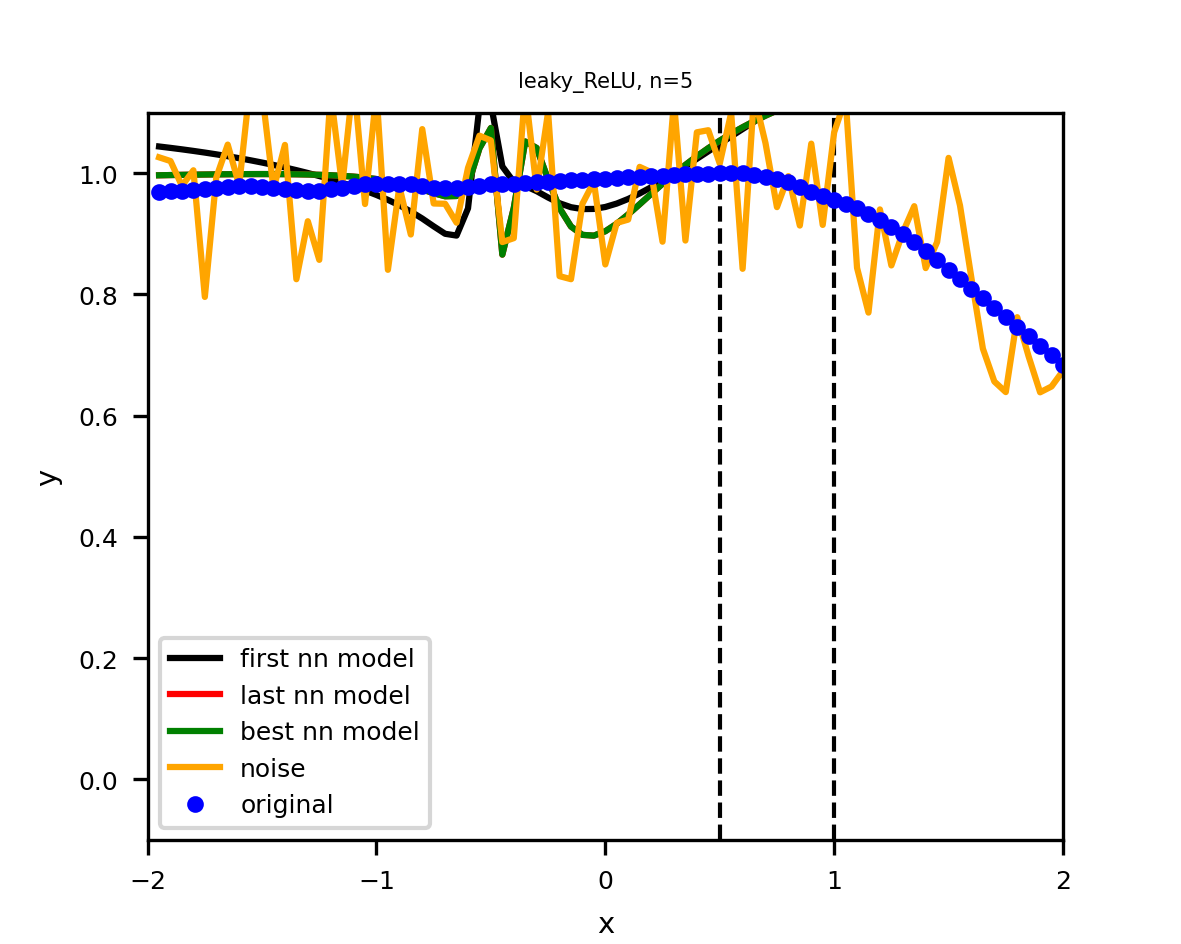 leaky_ReLU, n=5
1.0
0.8
0.6
0.4
0.2
0.0
y
first nn model
last nn model
best nn model
noise
original
−2
−1
0
1
2
x